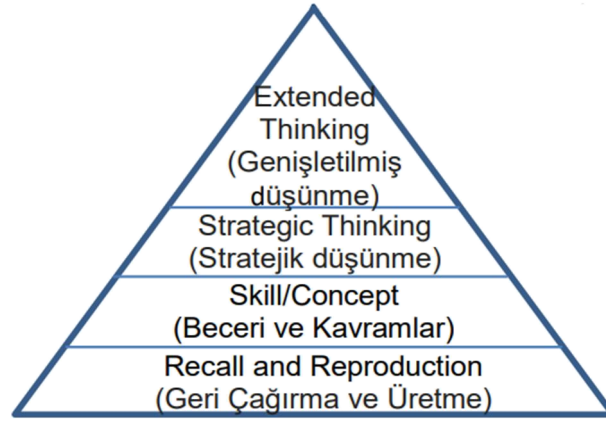 Extended
Thinking
(Genişletilmiş
düşünme)
Strategic Thinking
(Stratejik düşünme)
Skill/Concept
(Beceri ve Kavramlar)
Recall and Reproduction
(Geri Çağırma ve Üretme)